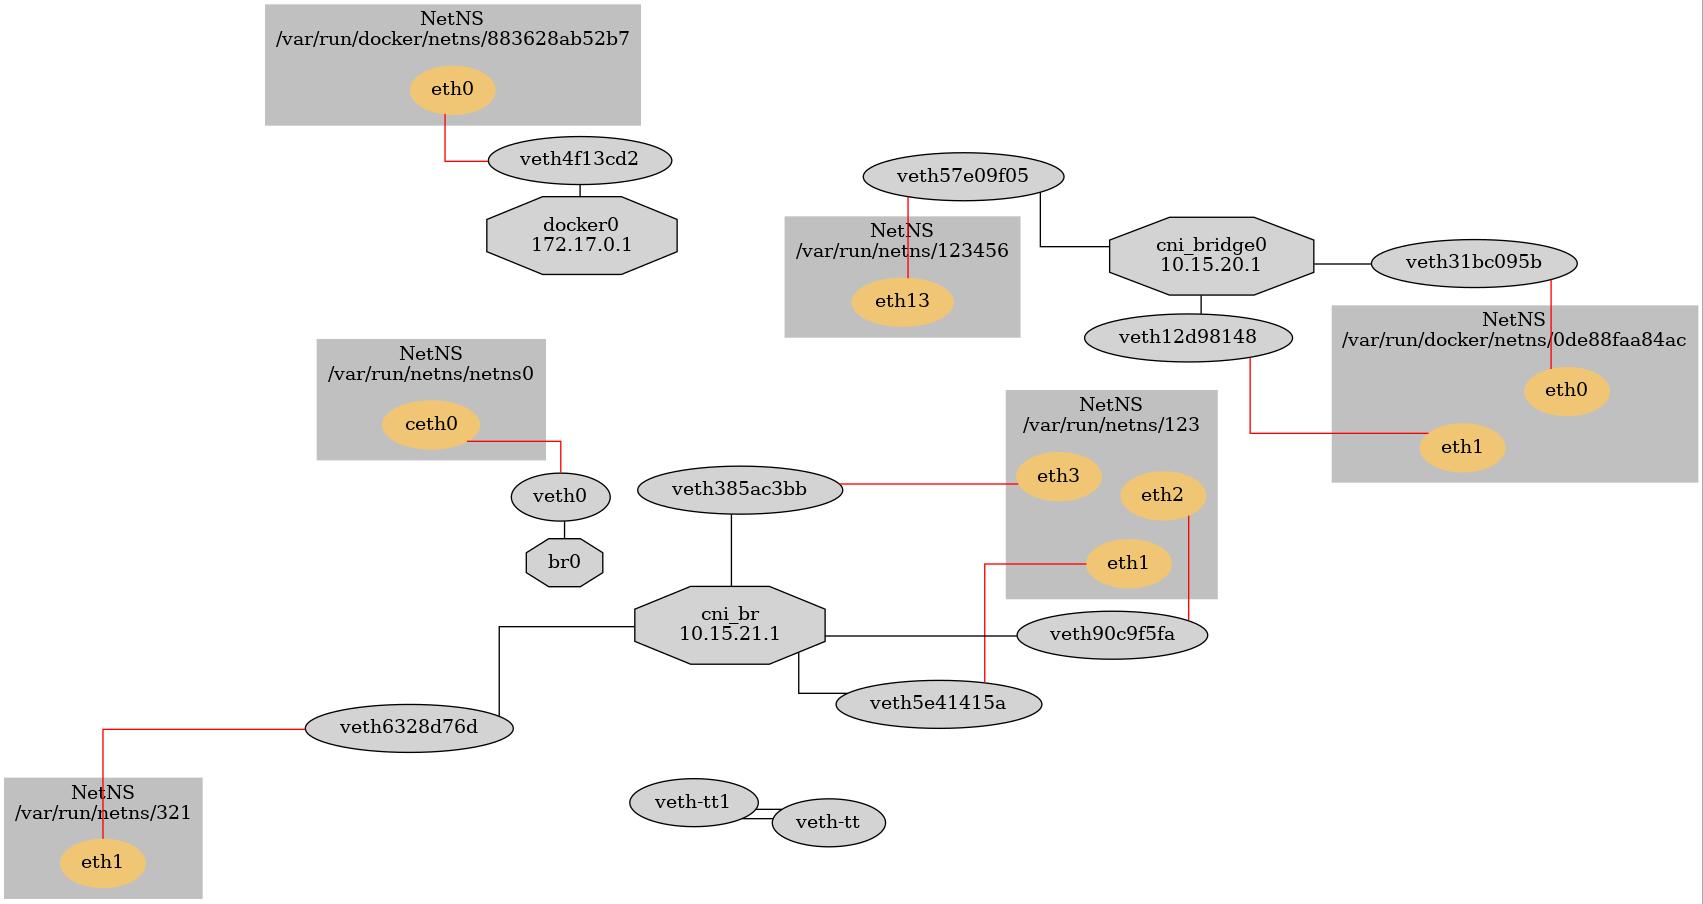 NetNS
/var/run/docker/netns/883628ab52b7
eth0
veth4f13cd2
docker0
172.17.0.1
veth57e09f05
NetNS
/var/run/netns/123456
eth13
cni_bridge0
10.15.20.1
veth31bc095b
veth12d98148
NetNS
/var/run/docker/netns/0de88faa84ac
eth0
eth1
NetNS
/var/run/netns/netns0
ceth0
veth0
br0
NetNS
/var/run/netns/123
eth3
eth2
eth1
veth385ac3bb
cni_br
10.15.21.1
veth90c9f5fa
veth5e41415a
veth6328d76d
NetNS
/var/run/netns/321
eth1
veth-tt1
veth-tt